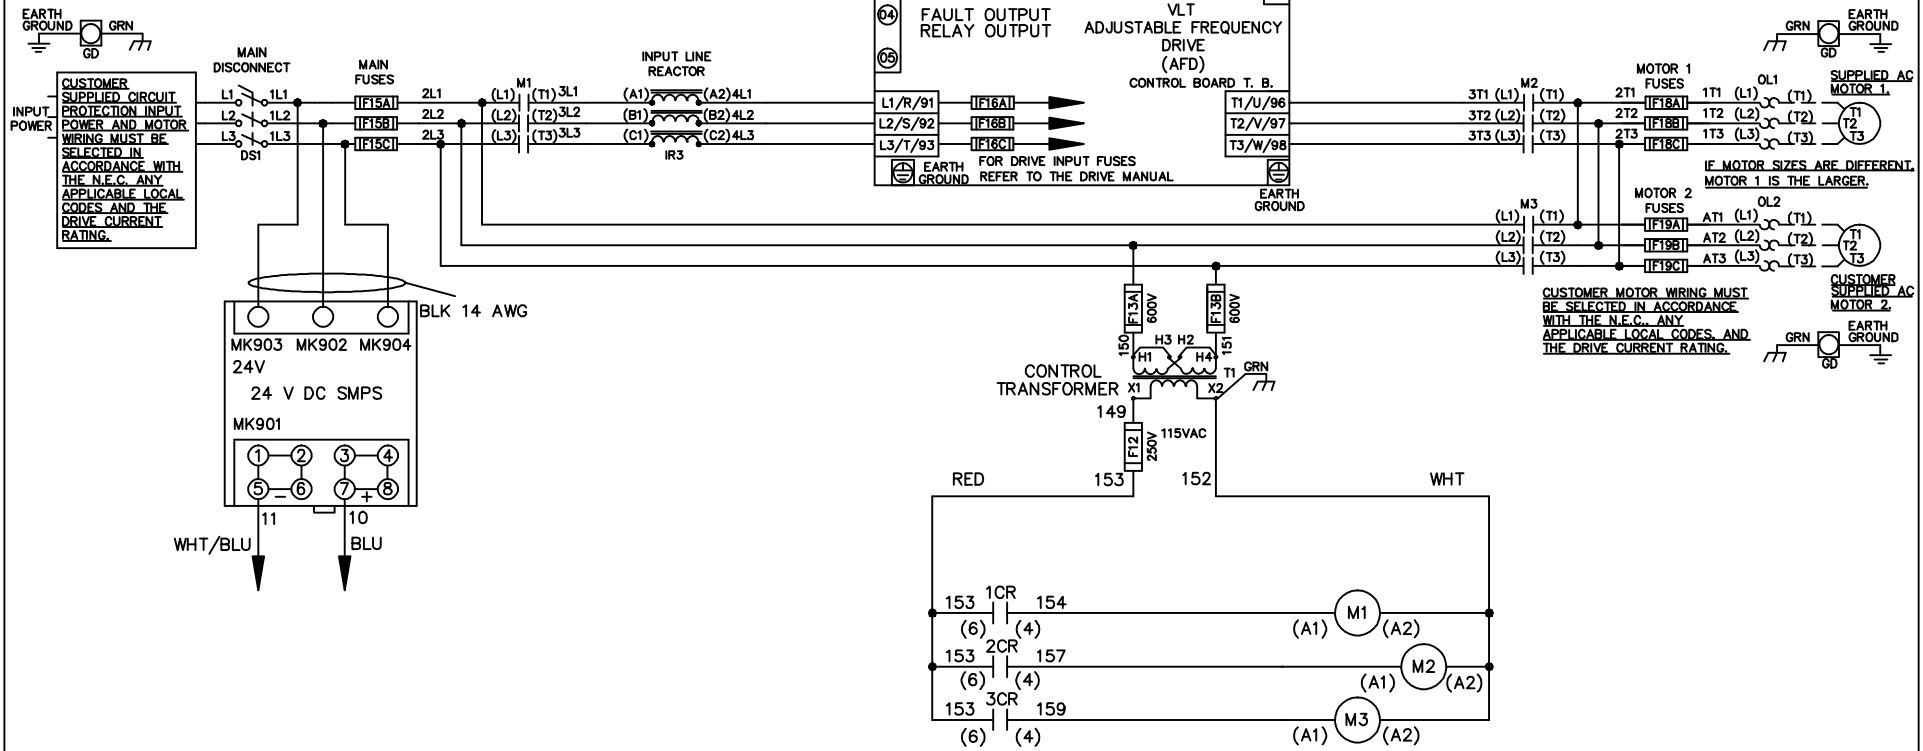 EARTH
GROUND
GRN
GD
INPUT
POWER
CUSTOMER
SUPPLIED CIRCUIT
PROTECTION INPUT
POWER AND MOTOR
WIRING MUST BE
SELECTED IN
ACCORDANCE WITH
THE N.E.C. ANY
APPLICABLE LOCAL
CODES AND THE
DRIVE CURRENT
RATING.
MAIN
DISCONNECT
L1 1L1
L2 1L2
L3 1L3
DS1
MAIN
FUSES
F15A
F15B
F15C
2L1
2L2
2L3
M1
(L1) (T1) 3L1
(L2) (T2) 3L2
(L3) (T3) 3L3
INPUT LINE
REACTOR
(A1) (A2) 4L1
(B1) (B2) 4L2
(C1) (C2) 4L3
IR3
04
05
FAULT OUTPUT
RELAY OUTPUT
VLT
ADJUSTABLE FREQUENCY
DRIVE
(AFD)
CONTROL BOARD T. B.
L1/R/91
L2/S/92
L3/T/93
F16A
F16B
F16C
T1/U/96
T2/V/97
T3/W/98
EARTH
GROUND
FOR DRIVE INPUT FUSES
REFER TO THE DRIVE MANUAL
EARTH
GROUND
M2
3T1 (L1) (T1)
3T2 (L2) (T2)
3T3 (L3) (T3)
MOTOR 1
FUSES
2T1 F18A 1T1
2T2 F18B 1T2
2T3 F18C 1T3
OL1
(L1) (T1)
(L2) (T2)
(L3) (T3)
GRN
GD
EARTH
GROUND
SUPPLIED AC
MOTOR 1.
T1
T2
T3
IF MOTOR SIZES ARE DIFFERENT,
MOTOR 1 IS THE LARGER.
M3
(L1) (T1)
(L2) (T2)
(L3) (T3)
MOTOR 2
FUSES
F19A AT1
F19B AT2
F19C AT3
OL2
(L1) (T1)
(L2) (T2)
(L3) (T3)
T1
T2
T3
CUSTOMER
SUPPLIED AC
MOTOR 2.
CUSTOMER MOTOR WIRING MUST
BE SELECTED IN ACCORDANCE
WITH THE N.E.C., ANY
APPLICABLE LOCAL CODES, AND
THE DRIVE CURRENT RATING.
GRN
GD
EARTH
GROUND
BLK 14 AWG
MK903 MK902 MK904
24V
24 V DC SMPS
MK901
1 2 3 4
5 - 6 7 + 8
11 10
WHT/BLU BLU
F13A
600V
F13B
600V
150
151
H3 H2
H1 H4
CONTROL
TRANSFORMER
X1 X2
T1
GRN
149
F12
250V
115VAC
RED 153 152 WHT
1CR
153 154
(6) (4)
M1
(A1) (A2)
2CR
153 157
(6) (4)
M2
(A1) (A2)
3CR
153 159
(6) (4)
M3
(A1) (A2)